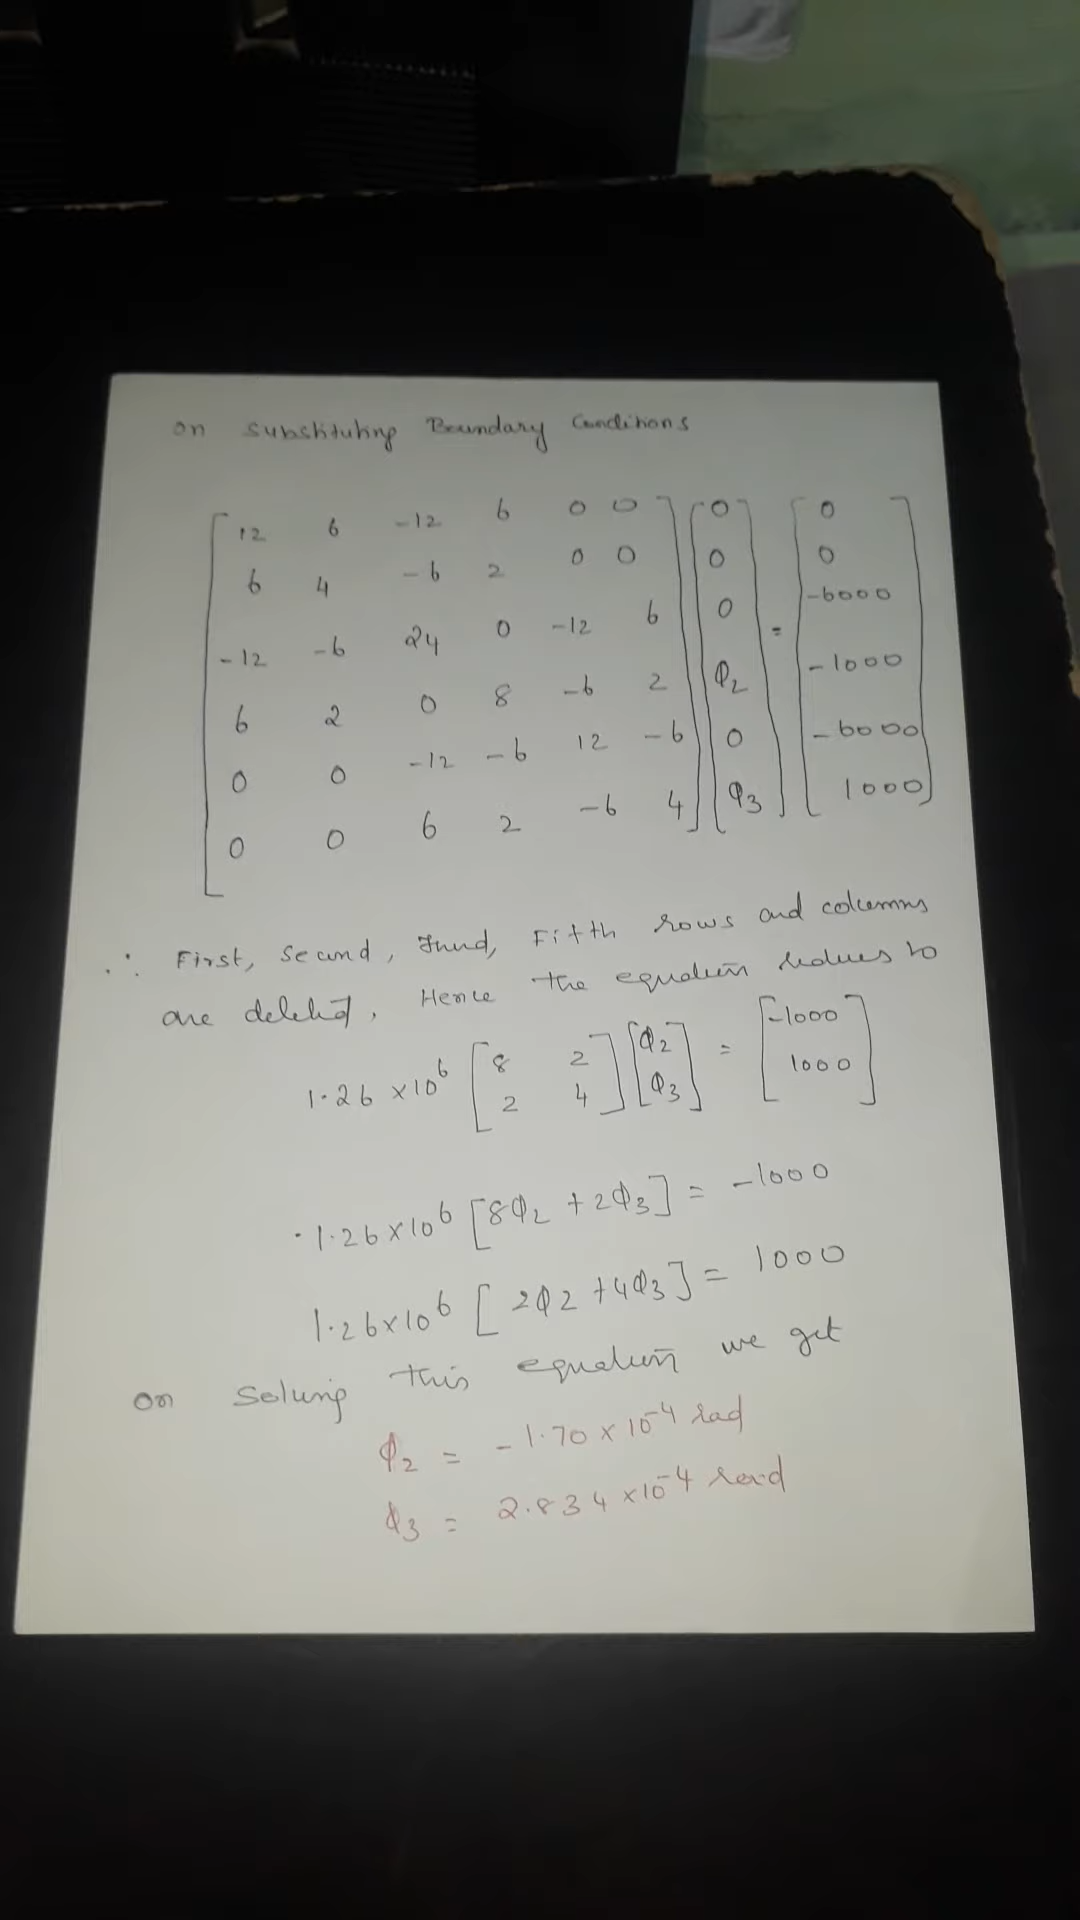 on substituting Boundary Conditions
12 6 -12 6 0 0 0 0
6 4 -6 2 0 0 0 0
-12 -6 24 0 -12 6 0 = -6000
6 2 0 8 -6 2 φ2 -1000
0 0 -12 -6 12 -6 0 -6000
0 0 6 2 -6 4 φ3 1000
∴ First, Second, Third, Fifth rows and columns
are deleted, Hence the equation reduces to
1.26 × 10^6 [8 2; 2 4] [φ2; φ3] = [-1000; 1000]
1.26 × 10^6 [8φ2 + 2φ3] = -1000
1.26 × 10^6 [2φ2 + 4φ3] = 1000
on solving this equation we get
φ2 = -1.70 × 10^-4 rad
φ3 = 2.834 × 10^-4 rad